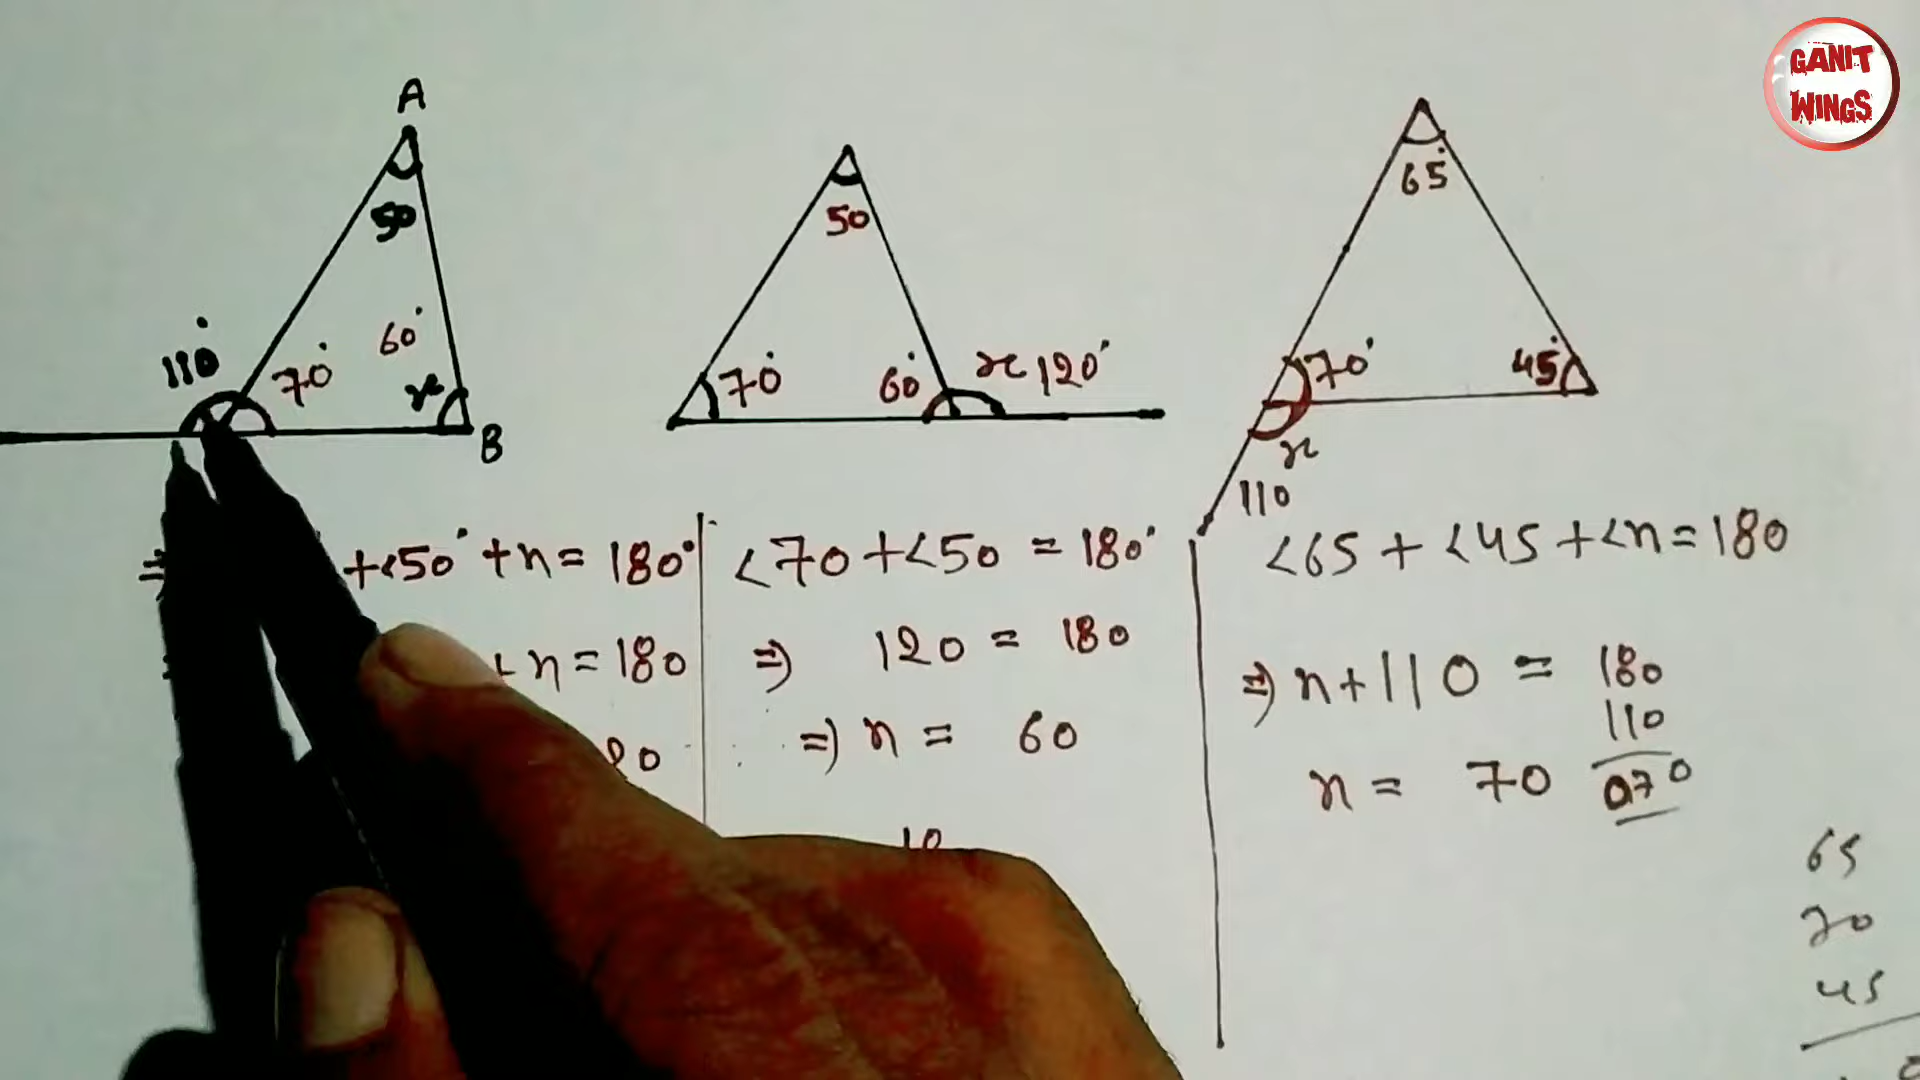 GANIT
WINGS
A
50
60°
110°
70°
x
B
50
70°
60°
x 120°
65°
70°
45°
x
110
⇒ +<50° + n = 180°
+ n = 180
80
<70 + <50 = 180°
⇒ 120 = 180
⇒ n = 60
<65 + <45 + <n = 180
⇒ n + 110 = 180
110
n = 70 070
65
70
45